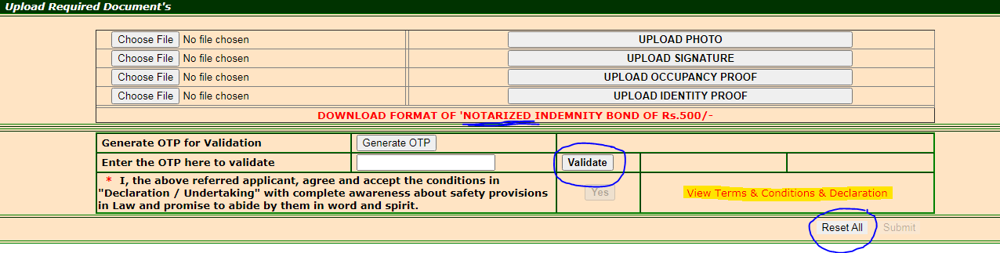 Upload Required Document's
Choose File No file chosen UPLOAD PHOTO
Choose File No file chosen UPLOAD SIGNATURE
Choose File No file chosen UPLOAD OCCUPANCY PROOF
Choose File No file chosen UPLOAD IDENTITY PROOF
DOWNLOAD FORMAT OF 'NOTARIZED INDEMNITY BOND OF Rs.500/-
Generate OTP for Validation Generate OTP
Enter the OTP here to validate Validate
* I, the above referred applicant, agree and accept the conditions in
"Declaration / Undertaking" with complete awareness about safety provisions
in Law and promise to abide by them in word and spirit.
Yes
View Terms & Conditions & Declaration
Reset All Submit